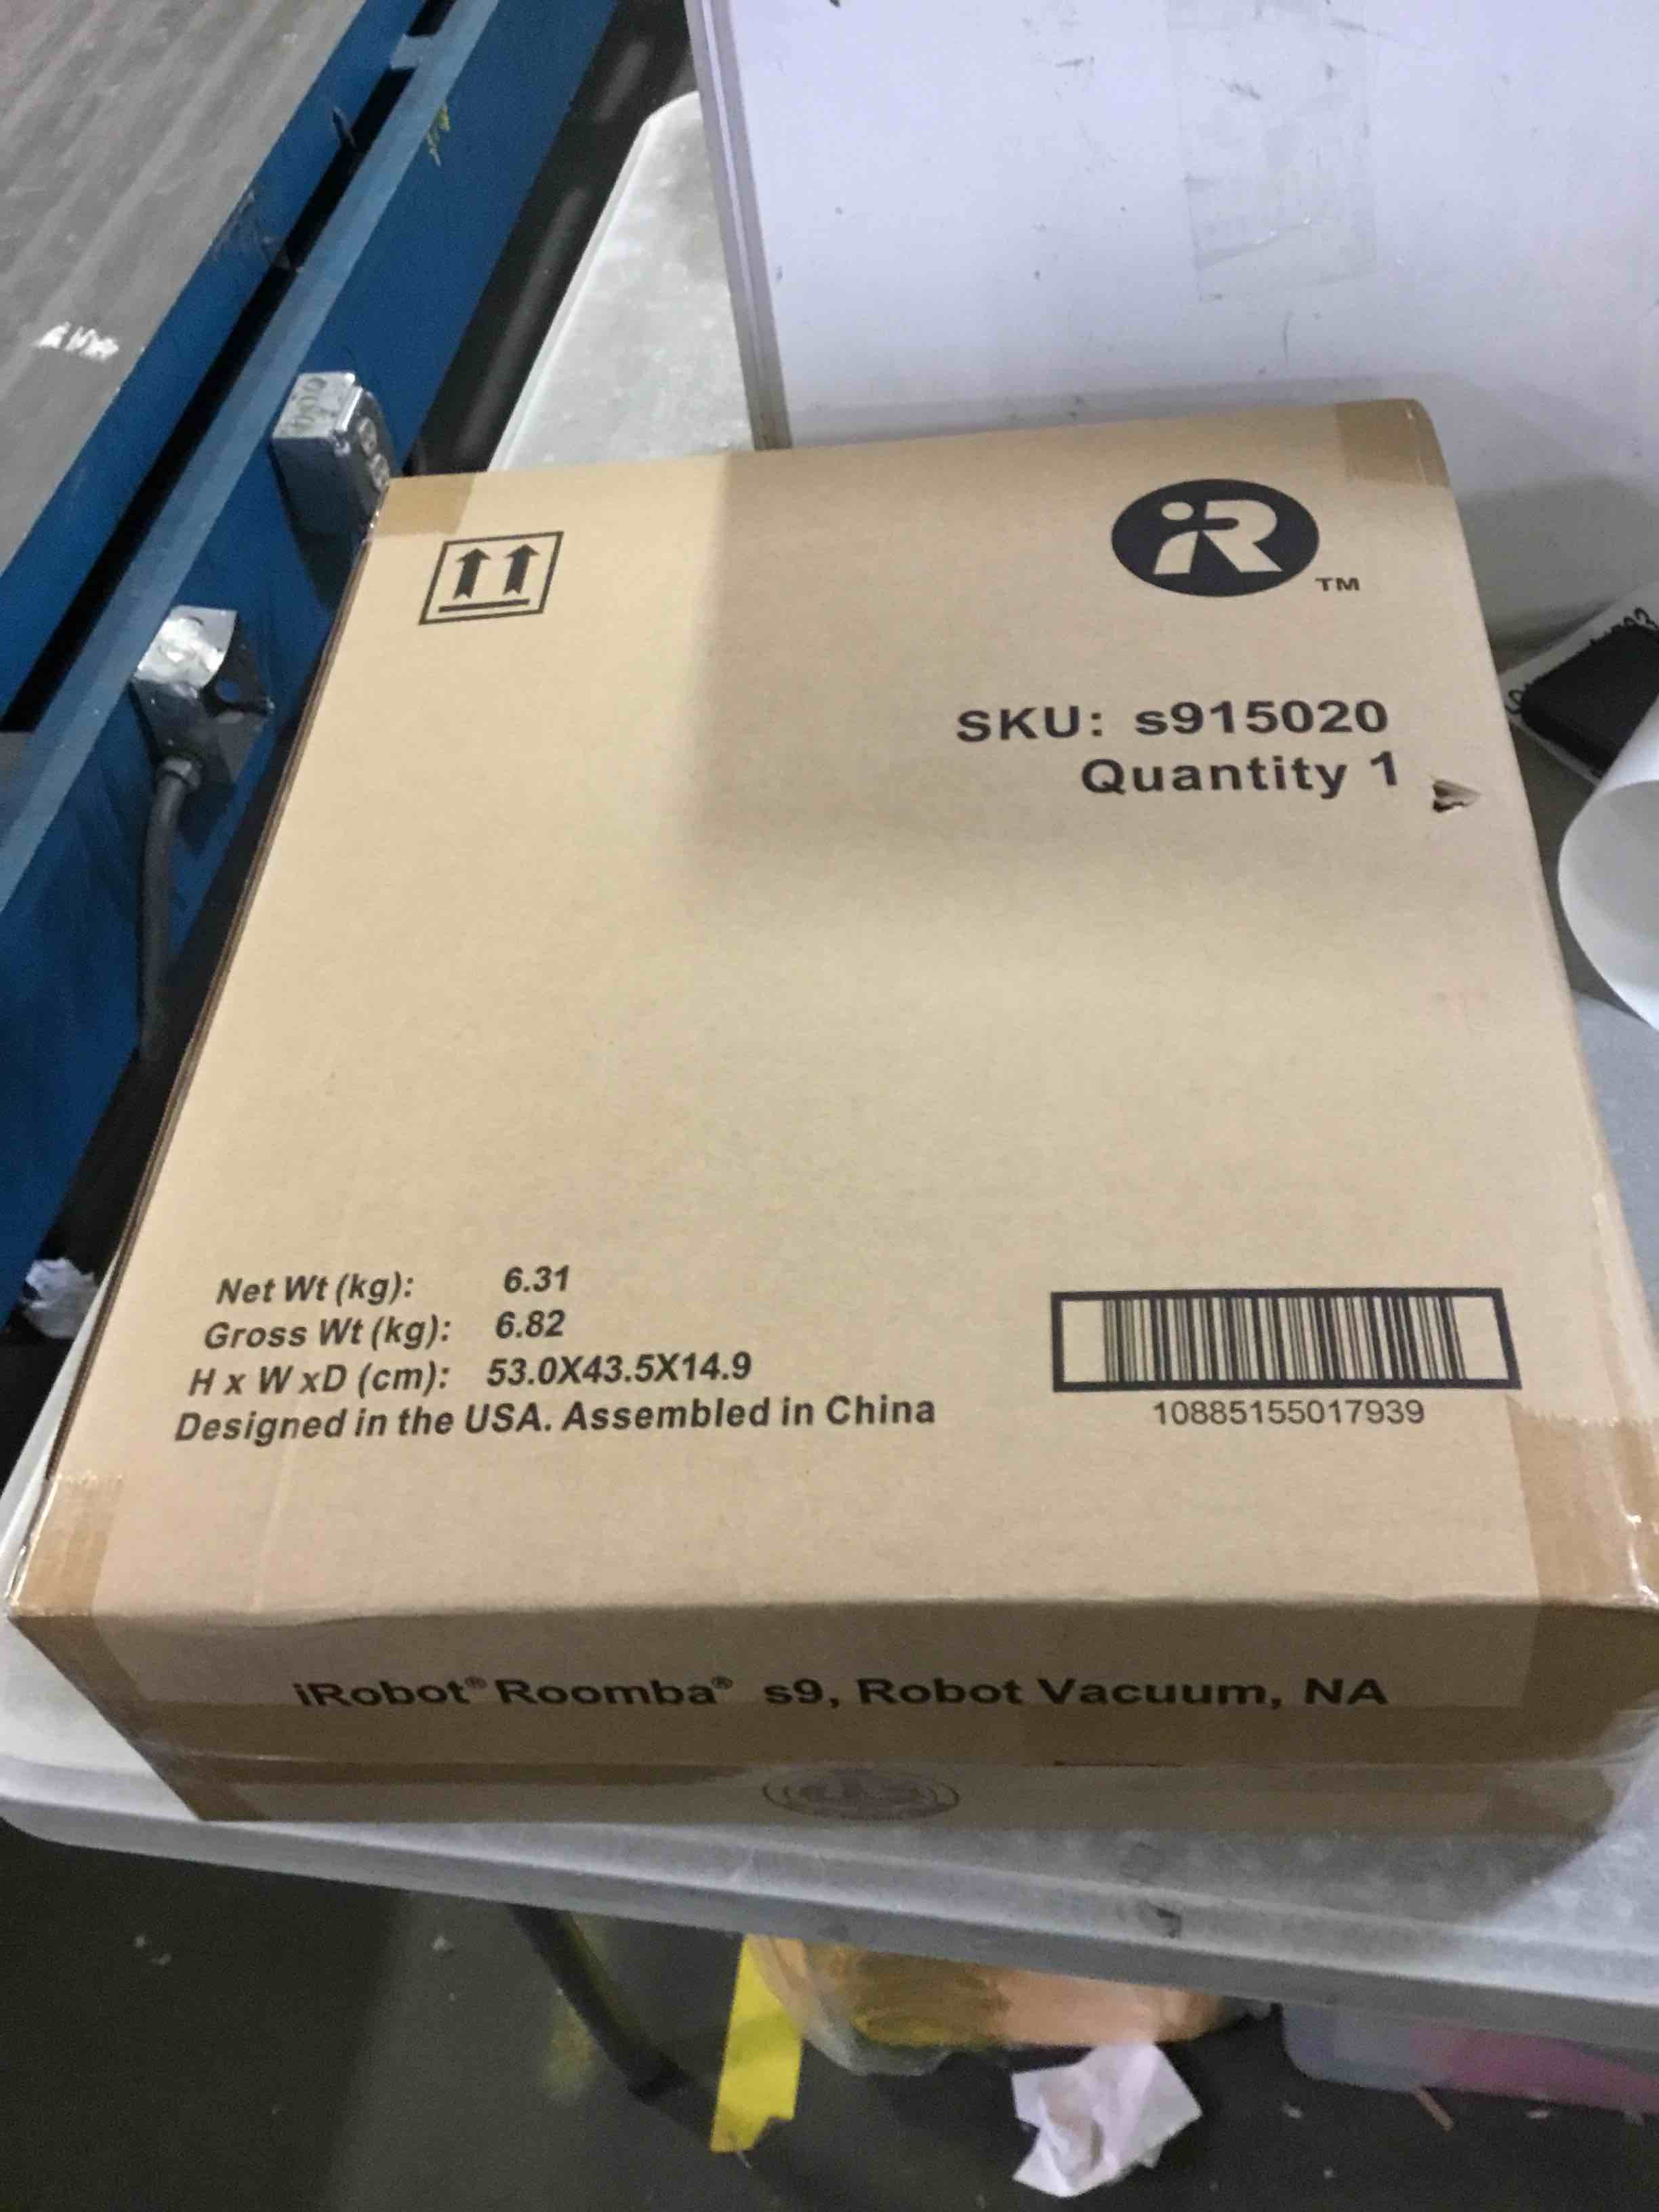 iR
TM
SKU: s915020
Quantity 1
Net Wt (kg): 6.31
Gross Wt (kg): 6.82
H x W xD (cm): 53.0X43.5X14.9
Designed in the USA. Assembled in China
10885155017939
iRobot® Roomba® s9, Robot Vacuum, NA